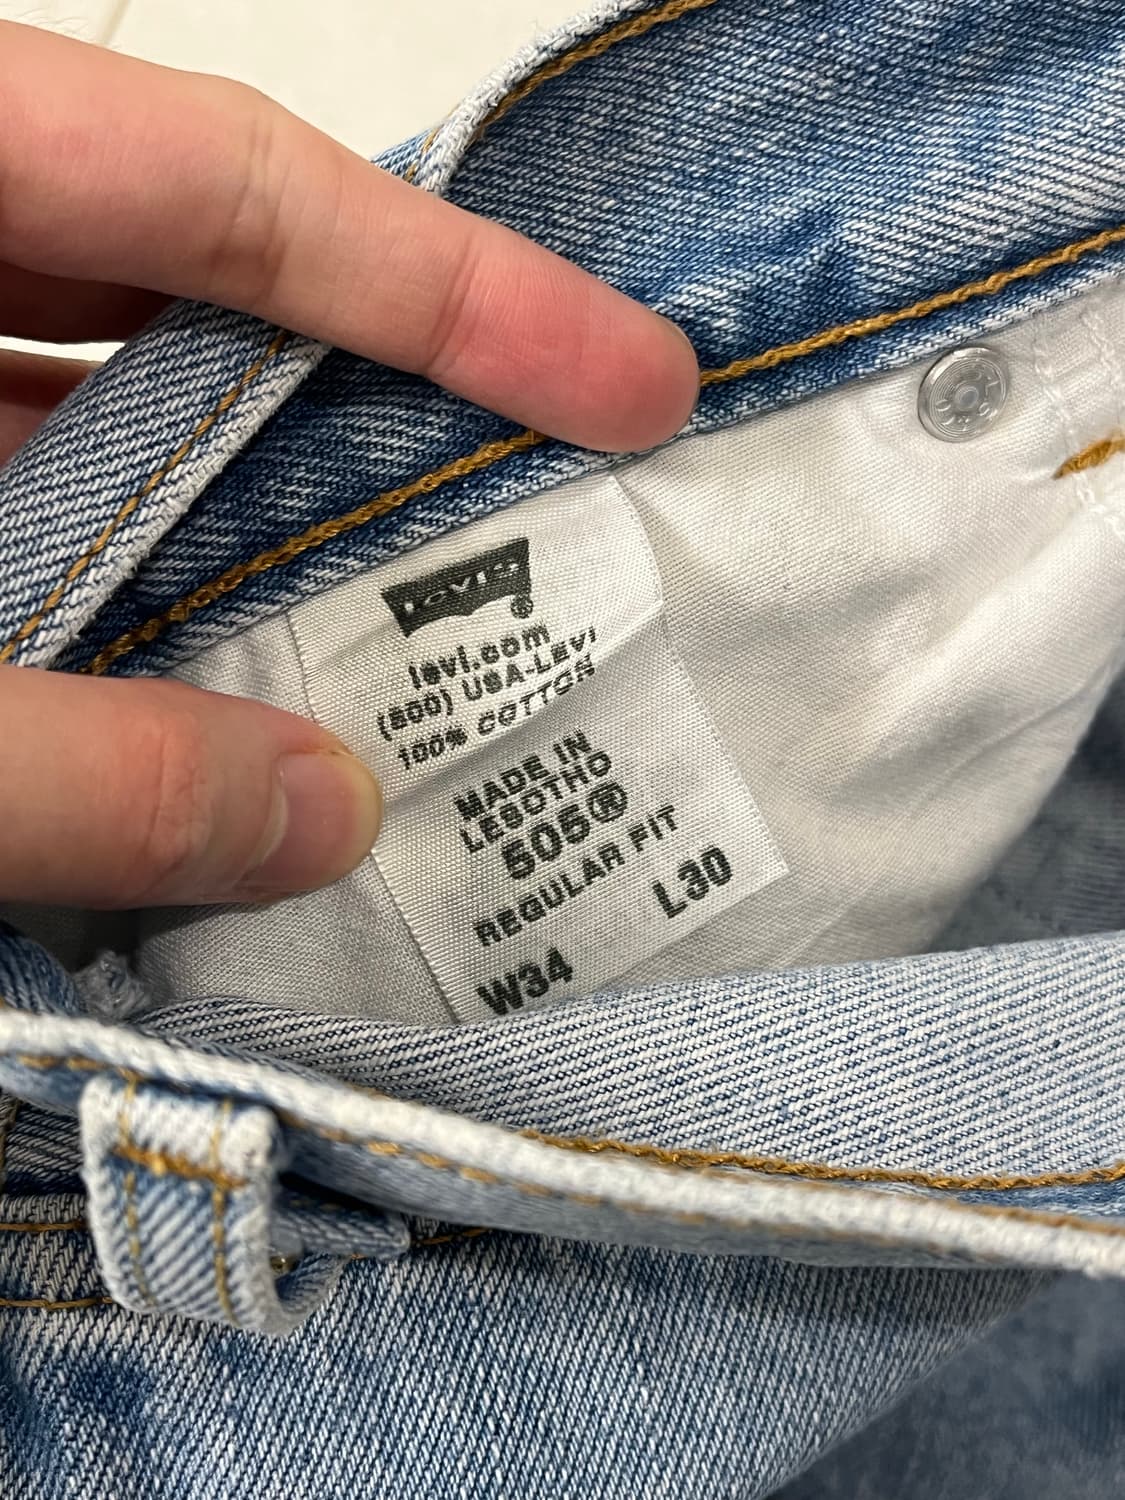 Levi's®
levi.com
(800) USA-LEVI
100% COTTON
MADE IN
LESOTHO
505®
REGULAR FIT
W34 L30